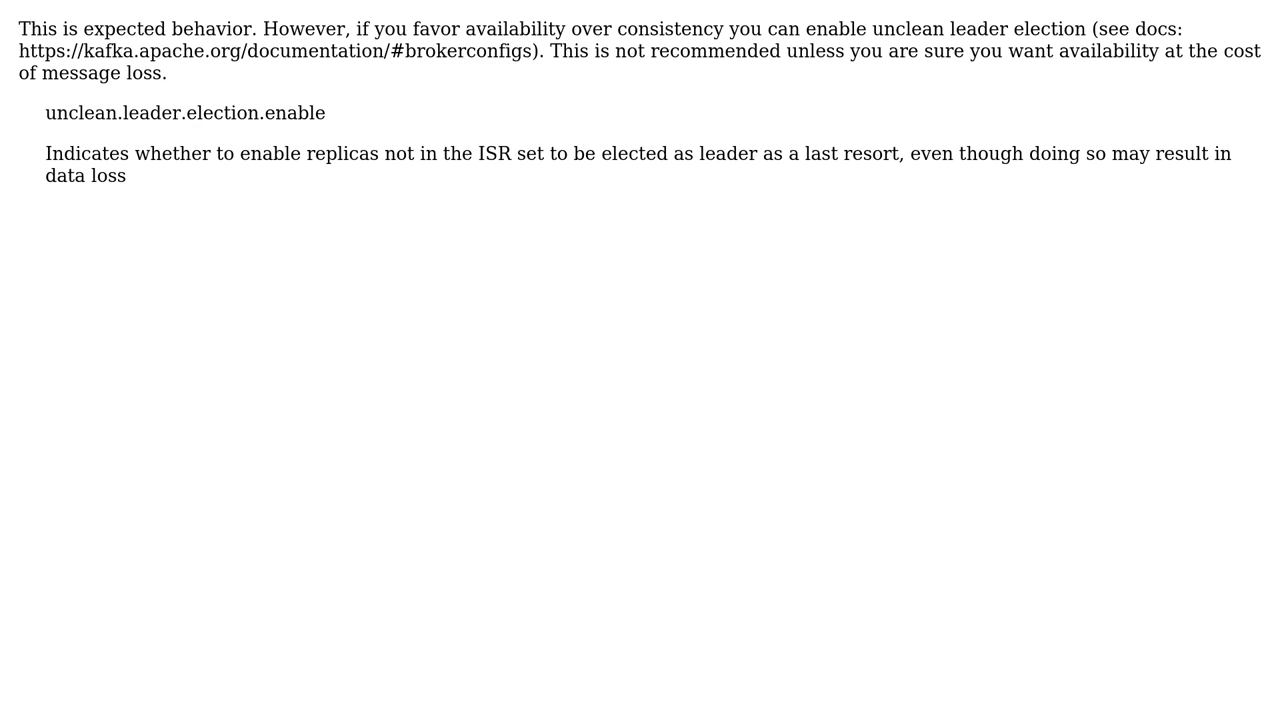 This is expected behavior. However, if you favor availability over consistency you can enable unclean leader election (see docs:
https://kafka.apache.org/documentation/#brokerconfigs). This is not recommended unless you are sure you want availability at the cost
of message loss.
unclean.leader.election.enable
Indicates whether to enable replicas not in the ISR set to be elected as leader as a last resort, even though doing so may result in
data loss